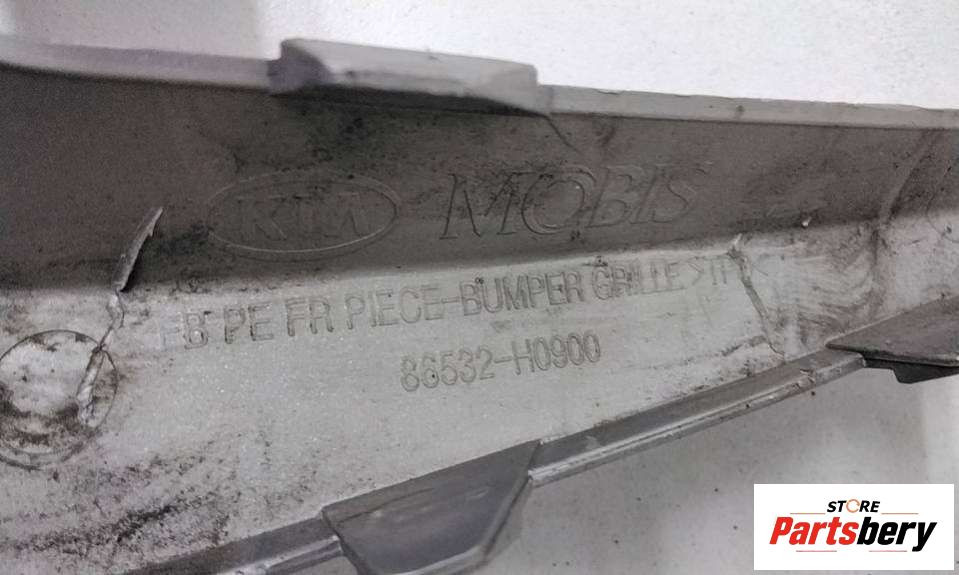 KIA MOBIS
FB PE FR PIECE-BUMPER GRILLE
86532-H0900
STORE
Partsbery